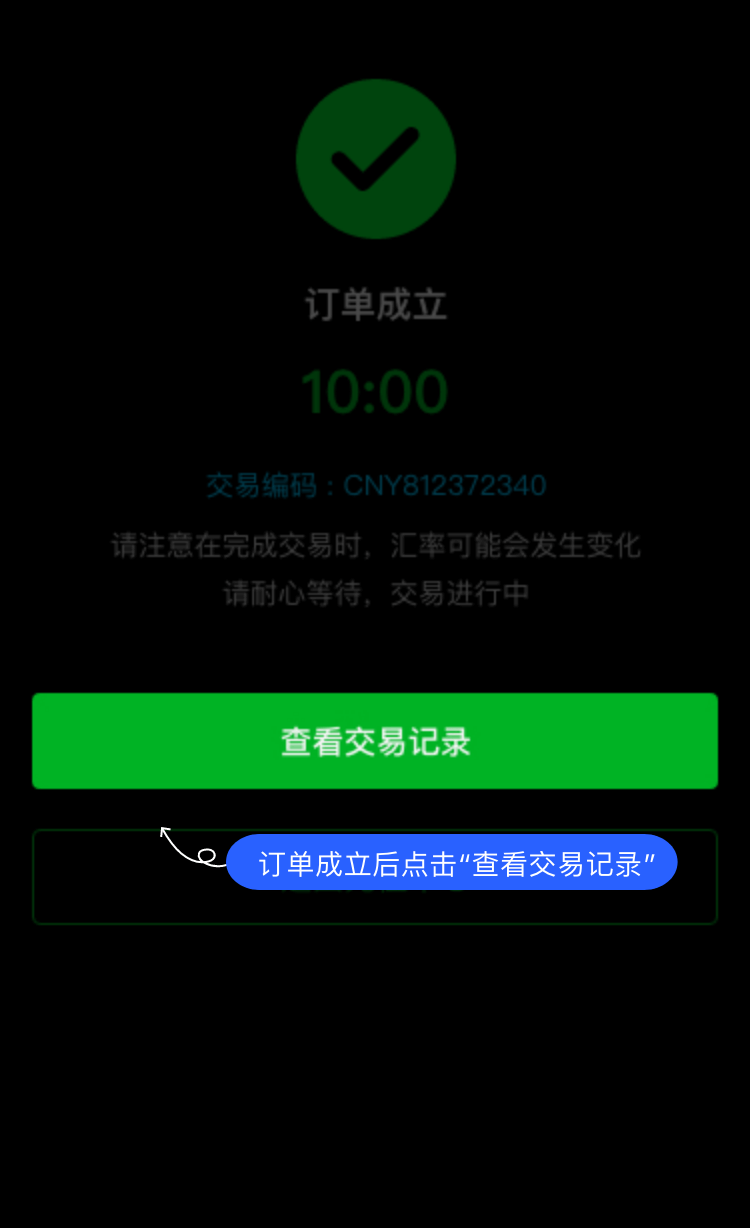 订单成立
10:00
交易编码：CNY812372340
请注意在完成交易时，汇率可能会发生变化
请耐心等待，交易进行中
查看交易记录
订单成立后点击“查看交易记录”